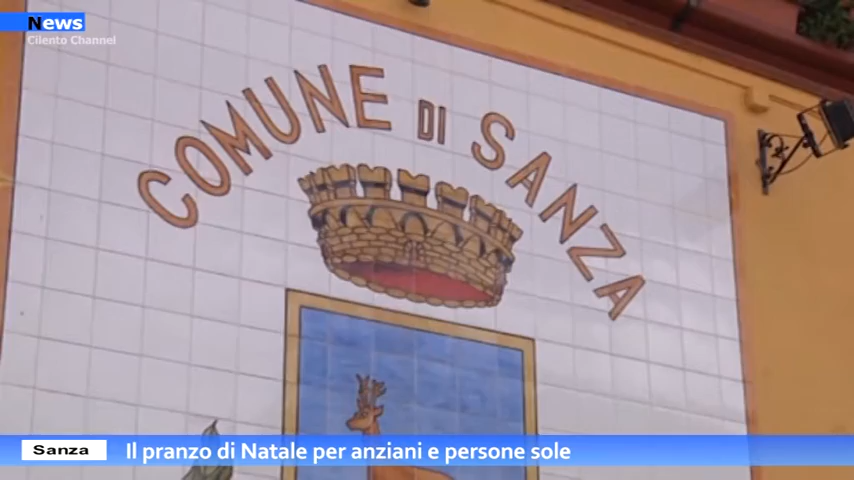 News
Cilento Channel
COMUNE DI SANZA
Sanza
Il pranzo di Natale per anziani e persone sole